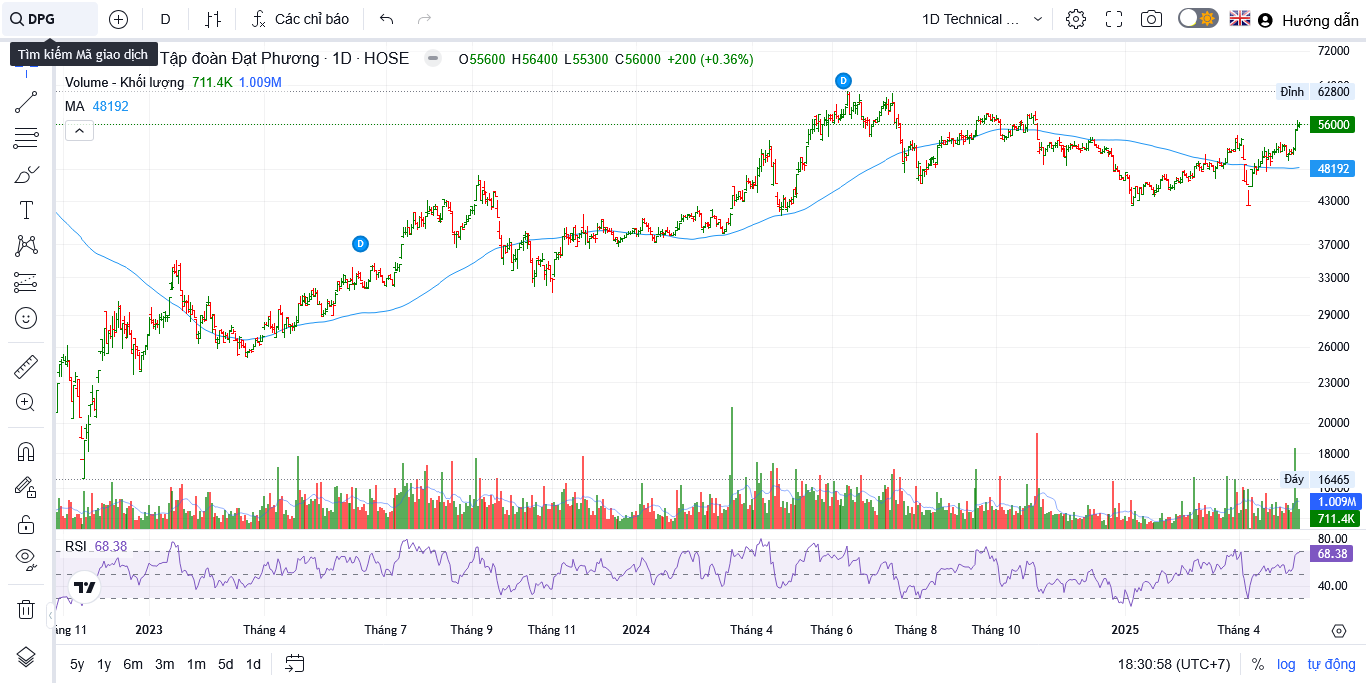 DPG
D
Các chỉ báo
1D Technical ...
Hướng dẫn
Tìm kiếm Mã giao dịch
Tập đoàn Đạt Phương · 1D · HOSE
O55600 H56400 L55300 C56000 +200 (+0.36%)
Volume - Khối lượng 711.4K 1.009M
MA 48192
D
D
72000
Đỉnh 62800
56000
48192
43000
37000
33000
29000
26000
23000
20000
18000
Đáy 16465
1.009M
711.4K
RSI 68.38
80.00
68.38
40.00
áng 11 2023 Tháng 4 Tháng 7 Tháng 9 Tháng 11 2024 Tháng 4 Tháng 6 Tháng 8 Tháng 10 2025 Tháng 4
5y 1y 6m 3m 1m 5d 1d
18:30:58 (UTC+7) % log tự động